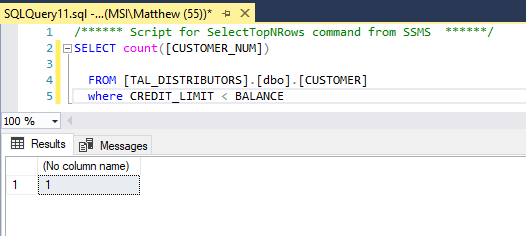 SQLQuery11.sql -...(MSI\Matthew (55))*
1 /****** Script for SelectTopNRows command from SSMS ******/
2 SELECT count([CUSTOMER_NUM])
3
4 FROM [TAL_DISTRIBUTORS].[dbo].[CUSTOMER]
5 where CREDIT_LIMIT < BALANCE
100 %
Results Messages
(No column name)
1 1